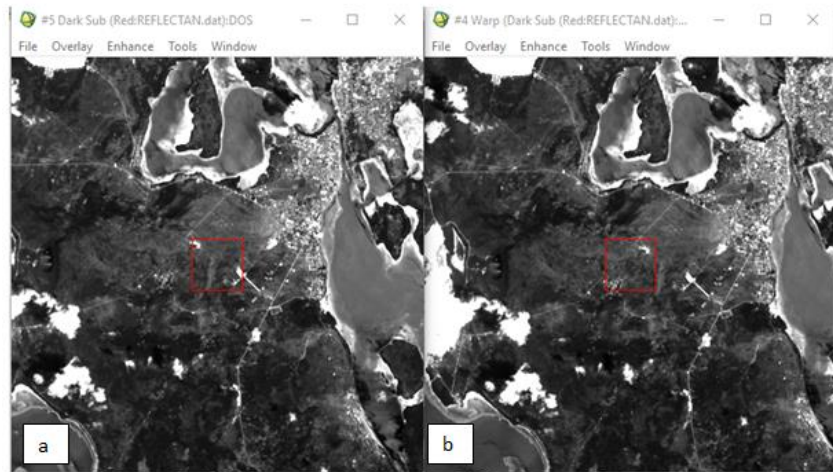 #5 Dark Sub (Red:REFLECTAN.dat):DOS
File Overlay Enhance Tools Window
a
#4 Warp (Dark Sub (Red:REFLECTAN.dat):...
File Overlay Enhance Tools Window
b